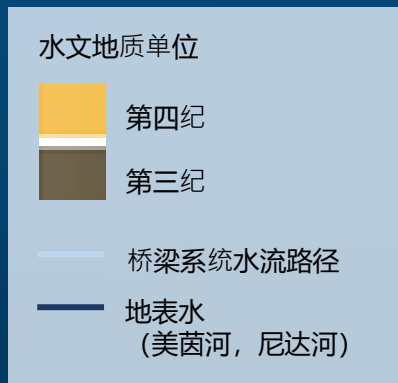 水文地质单位
第四纪
第三纪
桥梁系统水流路径
地表水
（美茵河，尼达河）